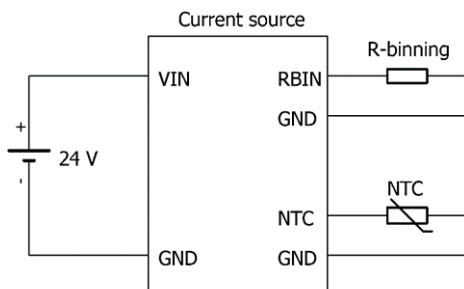 Current source
R-binning
VIN
RBIN
GND
+
24 V
-
NTC
NTC
GND
GND